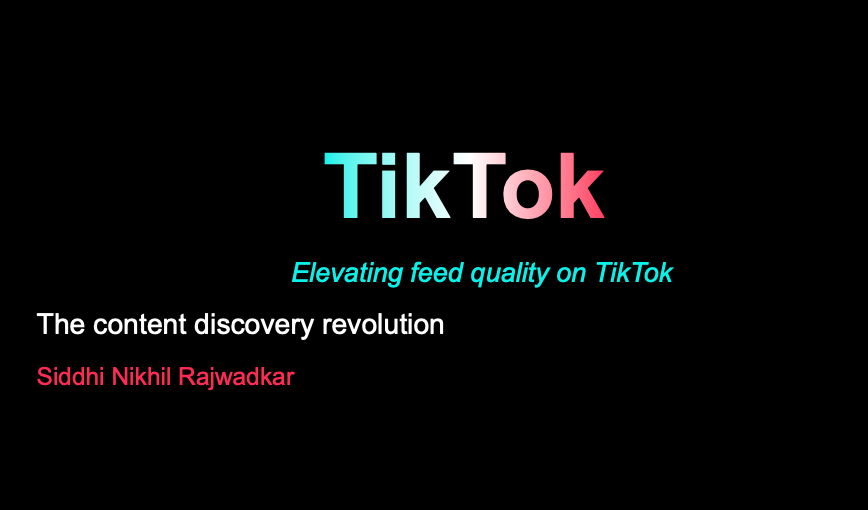 TikTok
Elevating feed quality on TikTok
The content discovery revolution
Siddhi Nikhil Rajwadkar